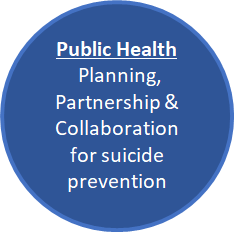 Public Health
Planning,
Partnership &
Collaboration
for suicide
prevention